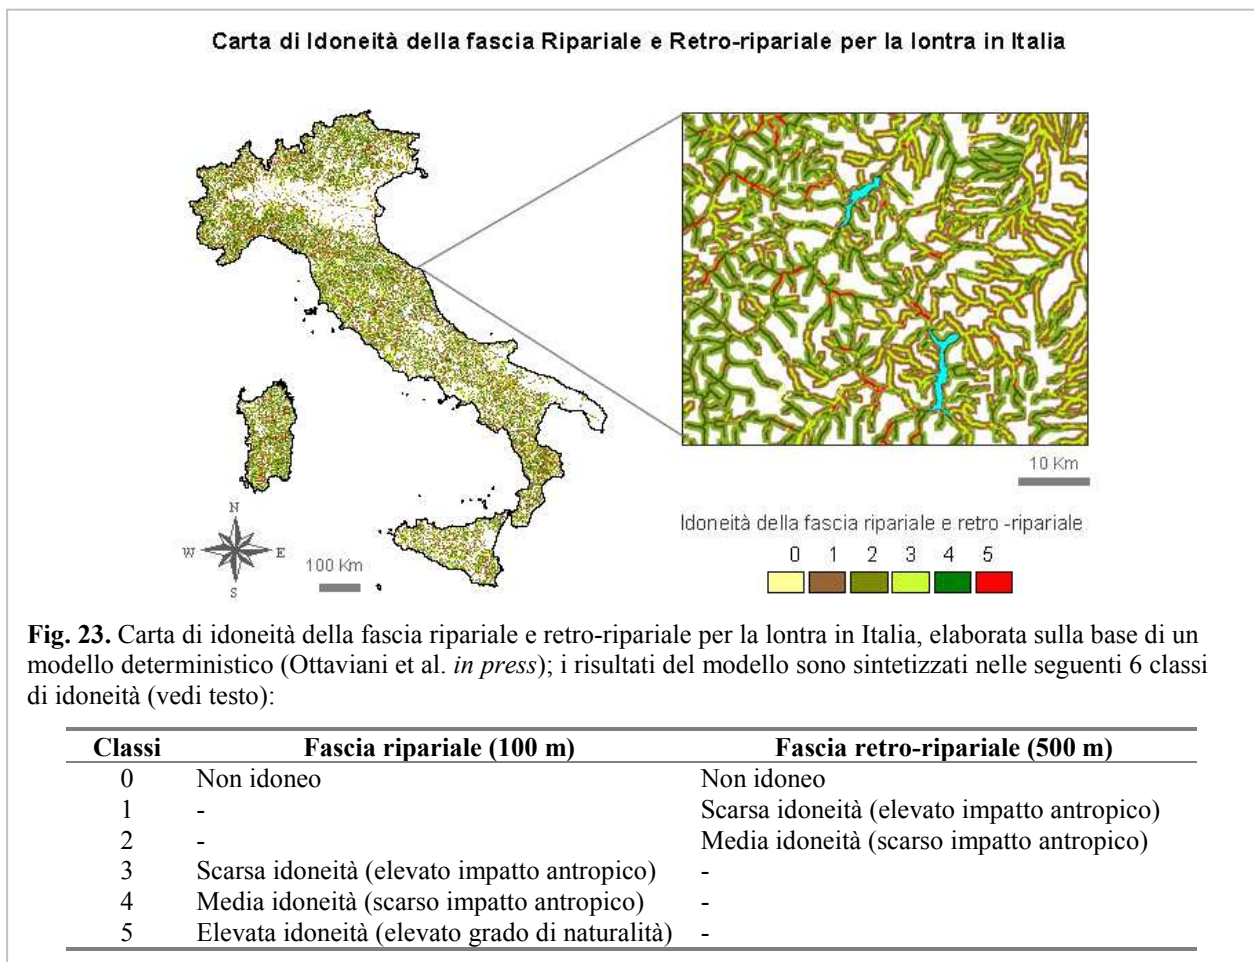 Carta di Idoneità della fascia Ripariale e Retro-ripariale per la lontra in Italia
10 Km
Idoneità della fascia ripariale e retro -ripariale
0 1 2 3 4 5
N
W E
S
100 Km
Fig. 23. Carta di idoneità della fascia ripariale e retro-ripariale per la lontra in Italia, elaborata sulla base di un
modello deterministico (Ottaviani et al. in press); i risultati del modello sono sintetizzati nelle seguenti 6 classi
di idoneità (vedi testo):
Classi Fascia ripariale (100 m) Fascia retro-ripariale (500 m)
0 Non idoneo Non idoneo
1 - Scarsa idoneità (elevato impatto antropico)
2 - Media idoneità (scarso impatto antropico)
3 Scarsa idoneità (elevato impatto antropico) -
4 Media idoneità (scarso impatto antropico) -
5 Elevata idoneità (elevato grado di naturalità) -